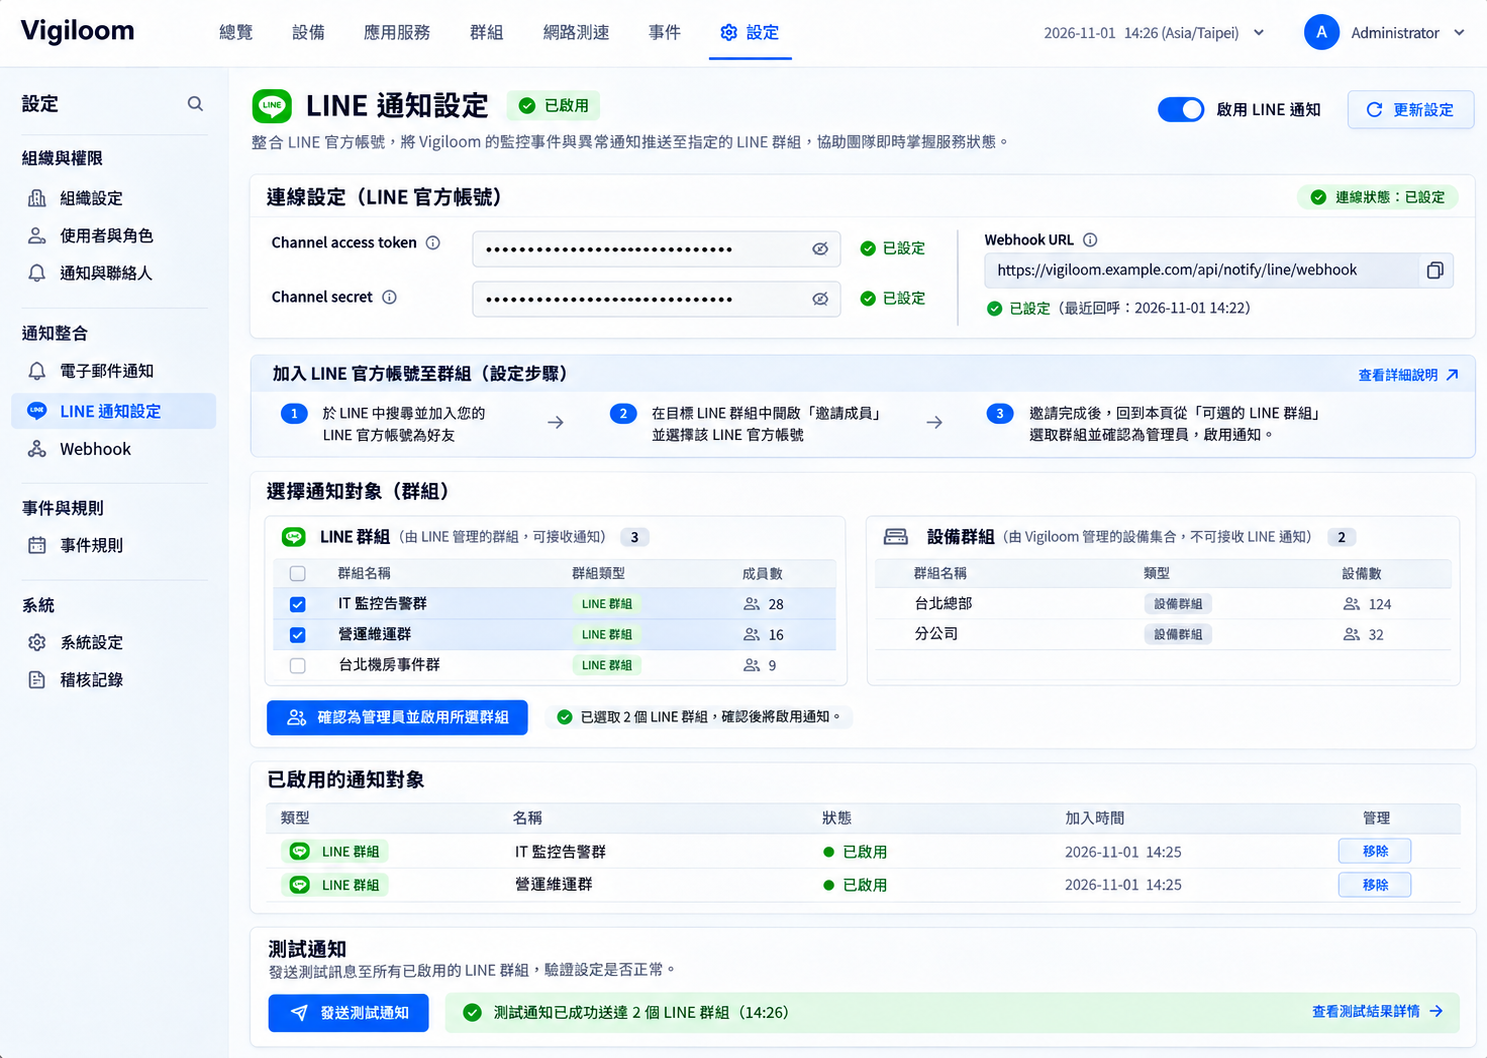 Vigiloom
總覽
設備
應用服務
群組
網路測速
事件
設定
2026-11-01 14:26 (Asia/Taipei)
A
Administrator
設定
組織與權限
組織設定
使用者與角色
通知與聯絡人
通知整合
電子郵件通知
LINE
LINE 通知設定
Webhook
事件與規則
事件規則
系統
系統設定
稽核記錄
LINE
LINE 通知設定
已啟用
整合 LINE 官方帳號，將 Vigiloom 的監控事件與異常通知推送至指定的 LINE 群組，協助團隊即時掌握服務狀態。
啟用 LINE 通知
更新設定
連線設定（LINE 官方帳號）
連線狀態：已設定
Channel access token
••••••••••••••••••••••••••••••
已設定
Channel secret
••••••••••••••••••••••••••••••
已設定
Webhook URL
https://vigiloom.example.com/api/notify/line/webhook
已設定（最近回呼：2026-11-01 14:22）
加入 LINE 官方帳號至群組（設定步驟）
查看詳細說明
1
於 LINE 中搜尋並加入您的
LINE 官方帳號為好友
2
在目標 LINE 群組中開啟「邀請成員」
並選擇該 LINE 官方帳號
3
邀請完成後，回到本頁從「可選的 LINE 群組」
選取群組並確認為管理員，啟用通知。
選擇通知對象（群組）
LINE 群組（由 LINE 管理的群組，可接收通知） 3
群組名稱 群組類型 成員數
IT 監控告警群 LINE 群組 28
營運維運群 LINE 群組 16
台北機房事件群 LINE 群組 9
設備群組（由 Vigiloom 管理的設備集合，不可接收 LINE 通知） 2
群組名稱 類型 設備數
台北總部 設備群組 124
分公司 設備群組 32
確認為管理員並啟用所選群組
已選取 2 個 LINE 群組，確認後將啟用通知。
已啟用的通知對象
類型 名稱 狀態 加入時間 管理
LINE 群組 IT 監控告警群 已啟用 2026-11-01 14:25 移除
LINE 群組 營運維運群 已啟用 2026-11-01 14:25 移除
測試通知
發送測試訊息至所有已啟用的 LINE 群組，驗證設定是否正常。
發送測試通知
測試通知已成功送達 2 個 LINE 群組（14:26）
查看測試結果詳情